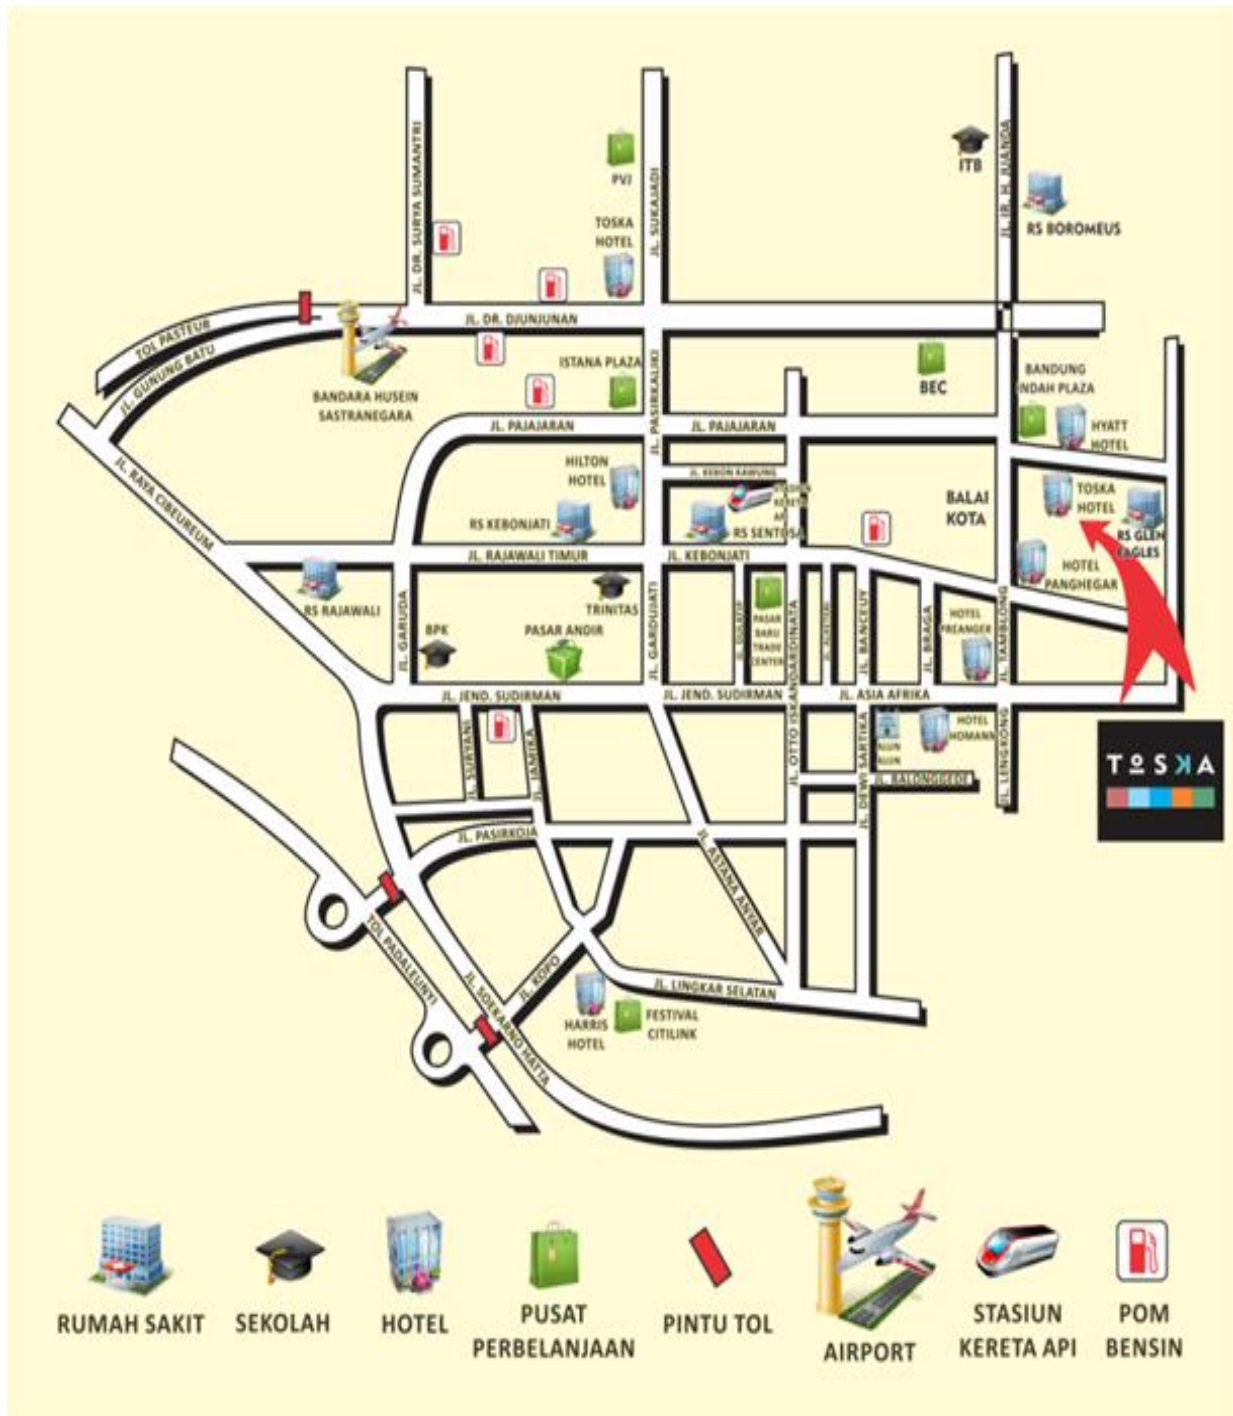 JL. DR. SURYA SUMANTRI
PVJ
JL. SUKAJADI
ITB
JL. IR. H. JUANDA
RS BOROMEUS
TOSKA
HOTEL
JL. DR. DJUNJUNAN
TOL PASTEUR
JL. GUNUNG BATU
BANDARA HUSEIN
SASTRANEGARA
ISTANA PLAZA
JL. PASIRKALIKI
BEC
BANDUNG
INDAH PLAZA
HYATT
HOTEL
JL. PAJAJARAN
JL. PAJAJARAN
JL. RAYA CIBEUREUM
HILTON
HOTEL
JL. KEBON KAWUNG
STASIUN
KERETA
API
RS KEBONJATI
RS SENTOSA
BALAI
KOTA
TOSKA
HOTEL
RS GLEN
EAGLES
JL. RAJAWALI TIMUR
JL. KEBONJATI
HOTEL
PANGHEGAR
RS RAJAWALI
JL. GARUDA
BPK
TRINITAS
PASAR ANDIR
JL. GARDUJATI
PASAR
BARU
TRADE
CENTER
JL. OTTO ISKANDARDINATA
JL. BANCEUY
JL. BRAGA
HOTEL
PREANGER
JL. TAMBLONG
JL. JEND. SUDIRMAN
JL. JEND. SUDIRMAN
JL. ASIA AFRIKA
JL. SURYANI
JL. JAMIKA
JL. DEWI SARTIKA
ALUN
ALUN
HOTEL
HOMANN
JL. LENGKONG
JL. BALONGGEDE
TOSKA
JL. PASIRKOJA
JL. ASTANA ANYAR
TOL PADALEUNYI
JL. SOEKARNO HATTA
JL. KOPO
JL. LINGKAR SELATAN
HARRIS
HOTEL
FESTIVAL
CITILINK
RUMAH SAKIT
SEKOLAH
HOTEL
PUSAT
PERBELANJAAN
PINTU TOL
AIRPORT
STASIUN
KERETA API
POM
BENSIN